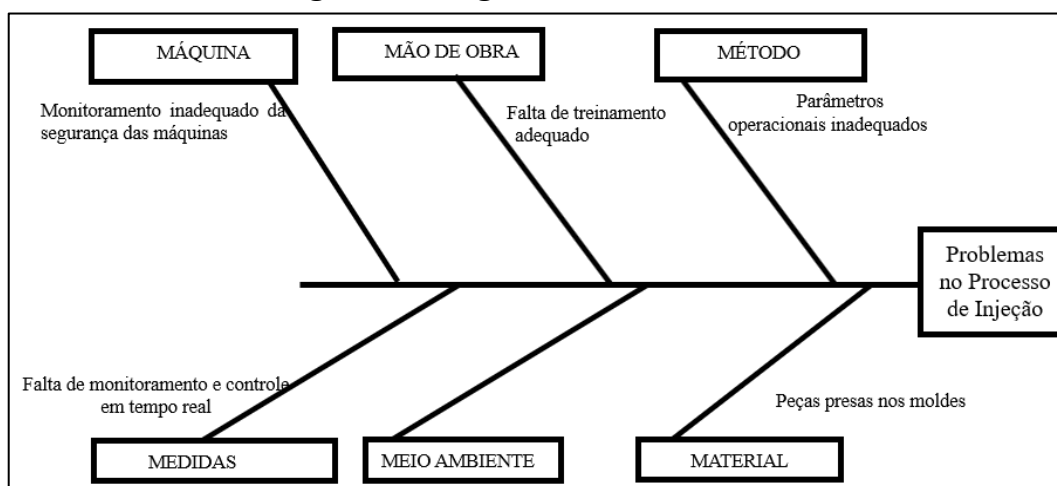 MÁQUINA
MÃO DE OBRA
MÉTODO
Monitoramento inadequado da
segurança das máquinas
Falta de treinamento
adequado
Parâmetros
operacionais inadequados
Problemas
no Processo
de Injeção
Falta de monitoramento e controle
em tempo real
Peças presas nos moldes
MEDIDAS
MEIO AMBIENTE
MATERIAL